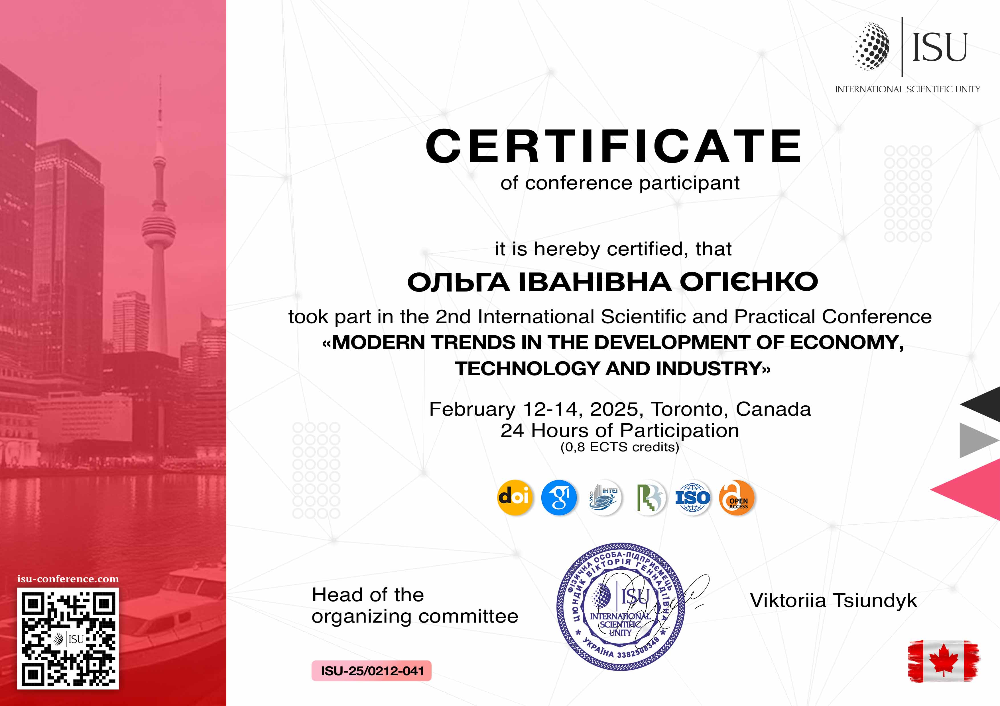 ISU
INTERNATIONAL SCIENTIFIC UNITY
CERTIFICATE
of conference participant
it is hereby certified, that
ОЛЬГА ІВАНІВНА ОГІЄНКО
took part in the 2nd International Scientific and Practical Conference
«MODERN TRENDS IN THE DEVELOPMENT OF ECONOMY,
TECHNOLOGY AND INDUSTRY»
February 12-14, 2025, Toronto, Canada
24 Hours of Participation
(0,8 ECTS credits)
doi
g
УКР ІНТЕІ
ISO
a OPEN
ACCESS
isu-conference.com
ISU
Head of the
organizing committee
ФІЗИЧНА ОСОБА-ПІДПРИЄМЕЦЬ
ЦЮНДИК ВІКТОРІЯ ГЕННАДІЇВНА
ISU
INTERNATIONAL
SCIENTIFIC
UNITY
* УКРАЇНА 3382508349 *
Viktoriia Tsiundyk
ISU-25/0212-041